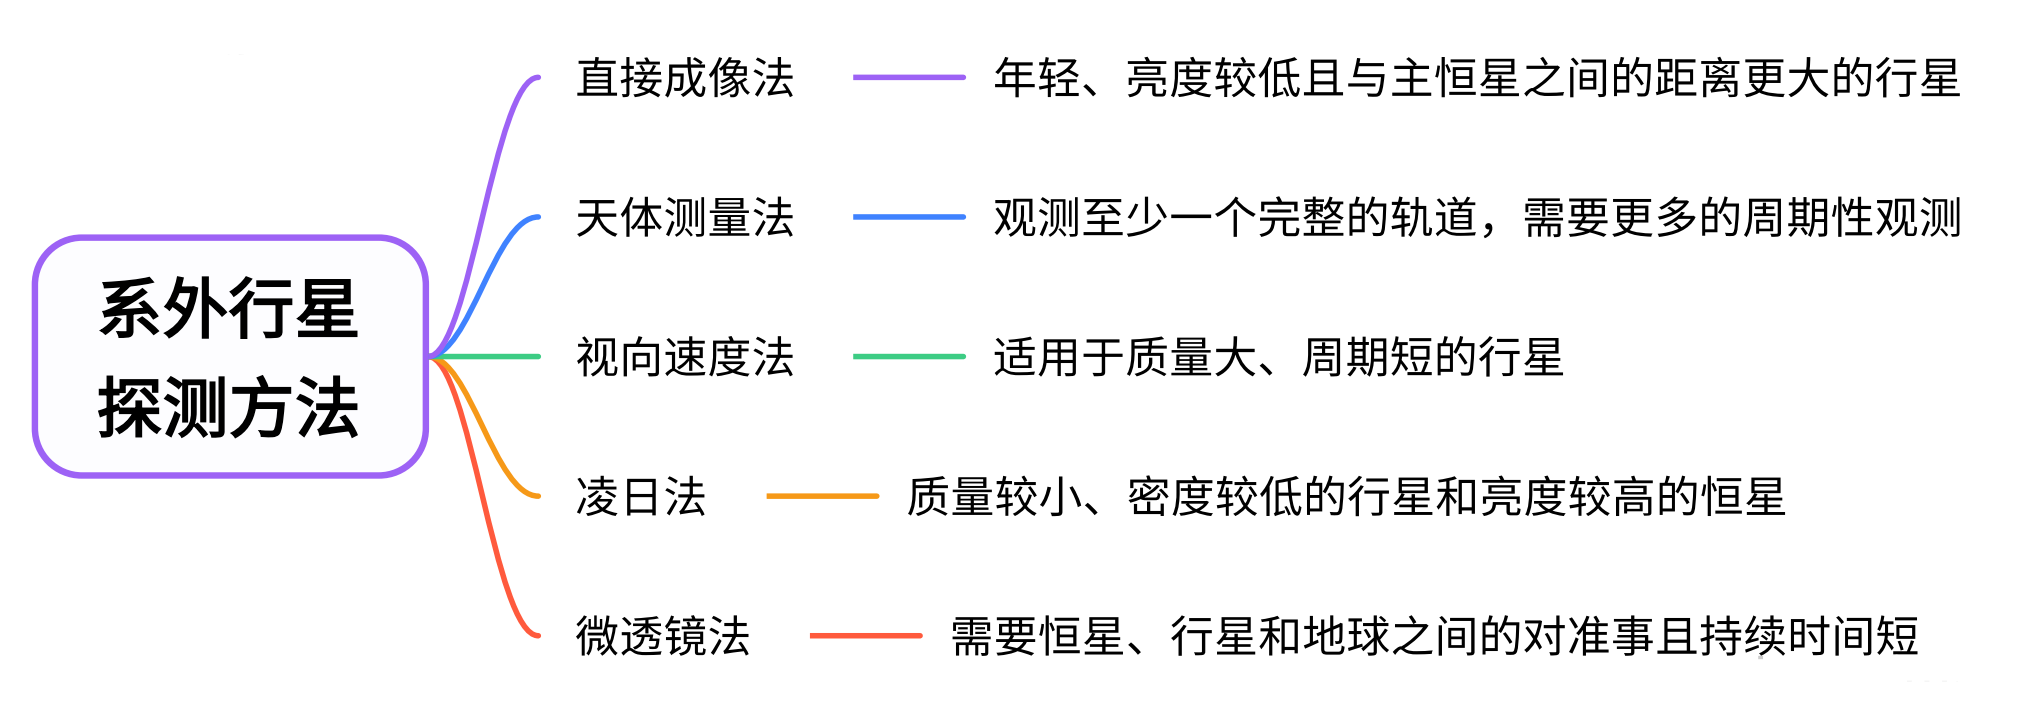 系外行星
探测方法
直接成像法
年轻、亮度较低且与主恒星之间的距离更大的行星
天体测量法
观测至少一个完整的轨道，需要更多的周期性观测
视向速度法
适用于质量大、周期短的行星
凌日法
质量较小、密度较低的行星和亮度较高的恒星
微透镜法
需要恒星、行星和地球之间的对准事且持续时间短